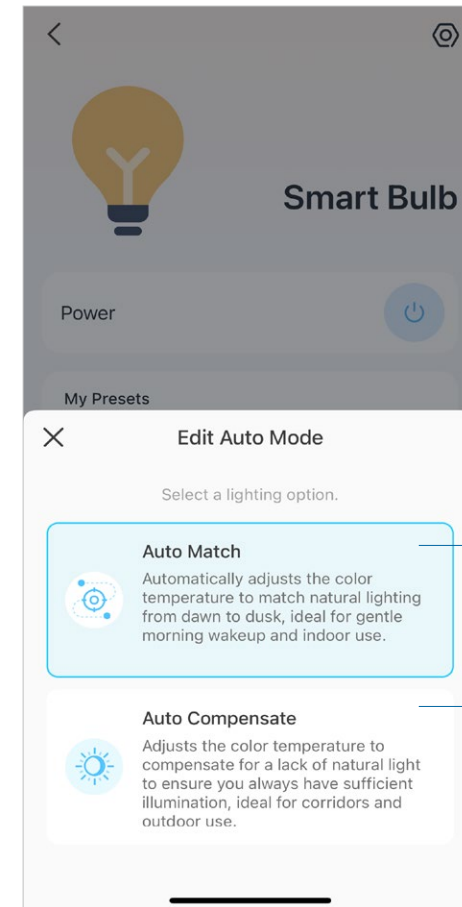 Smart Bulb
Power
My Presets
Edit Auto Mode
Select a lighting option.
Auto Match
Automatically adjusts the color
temperature to match natural lighting
from dawn to dusk, ideal for gentle
morning wakeup and indoor use.
Auto Compensate
Adjusts the color temperature to
compensate for a lack of natural light
to ensure you always have sufficient
illumination, ideal for corridors and
outdoor use.